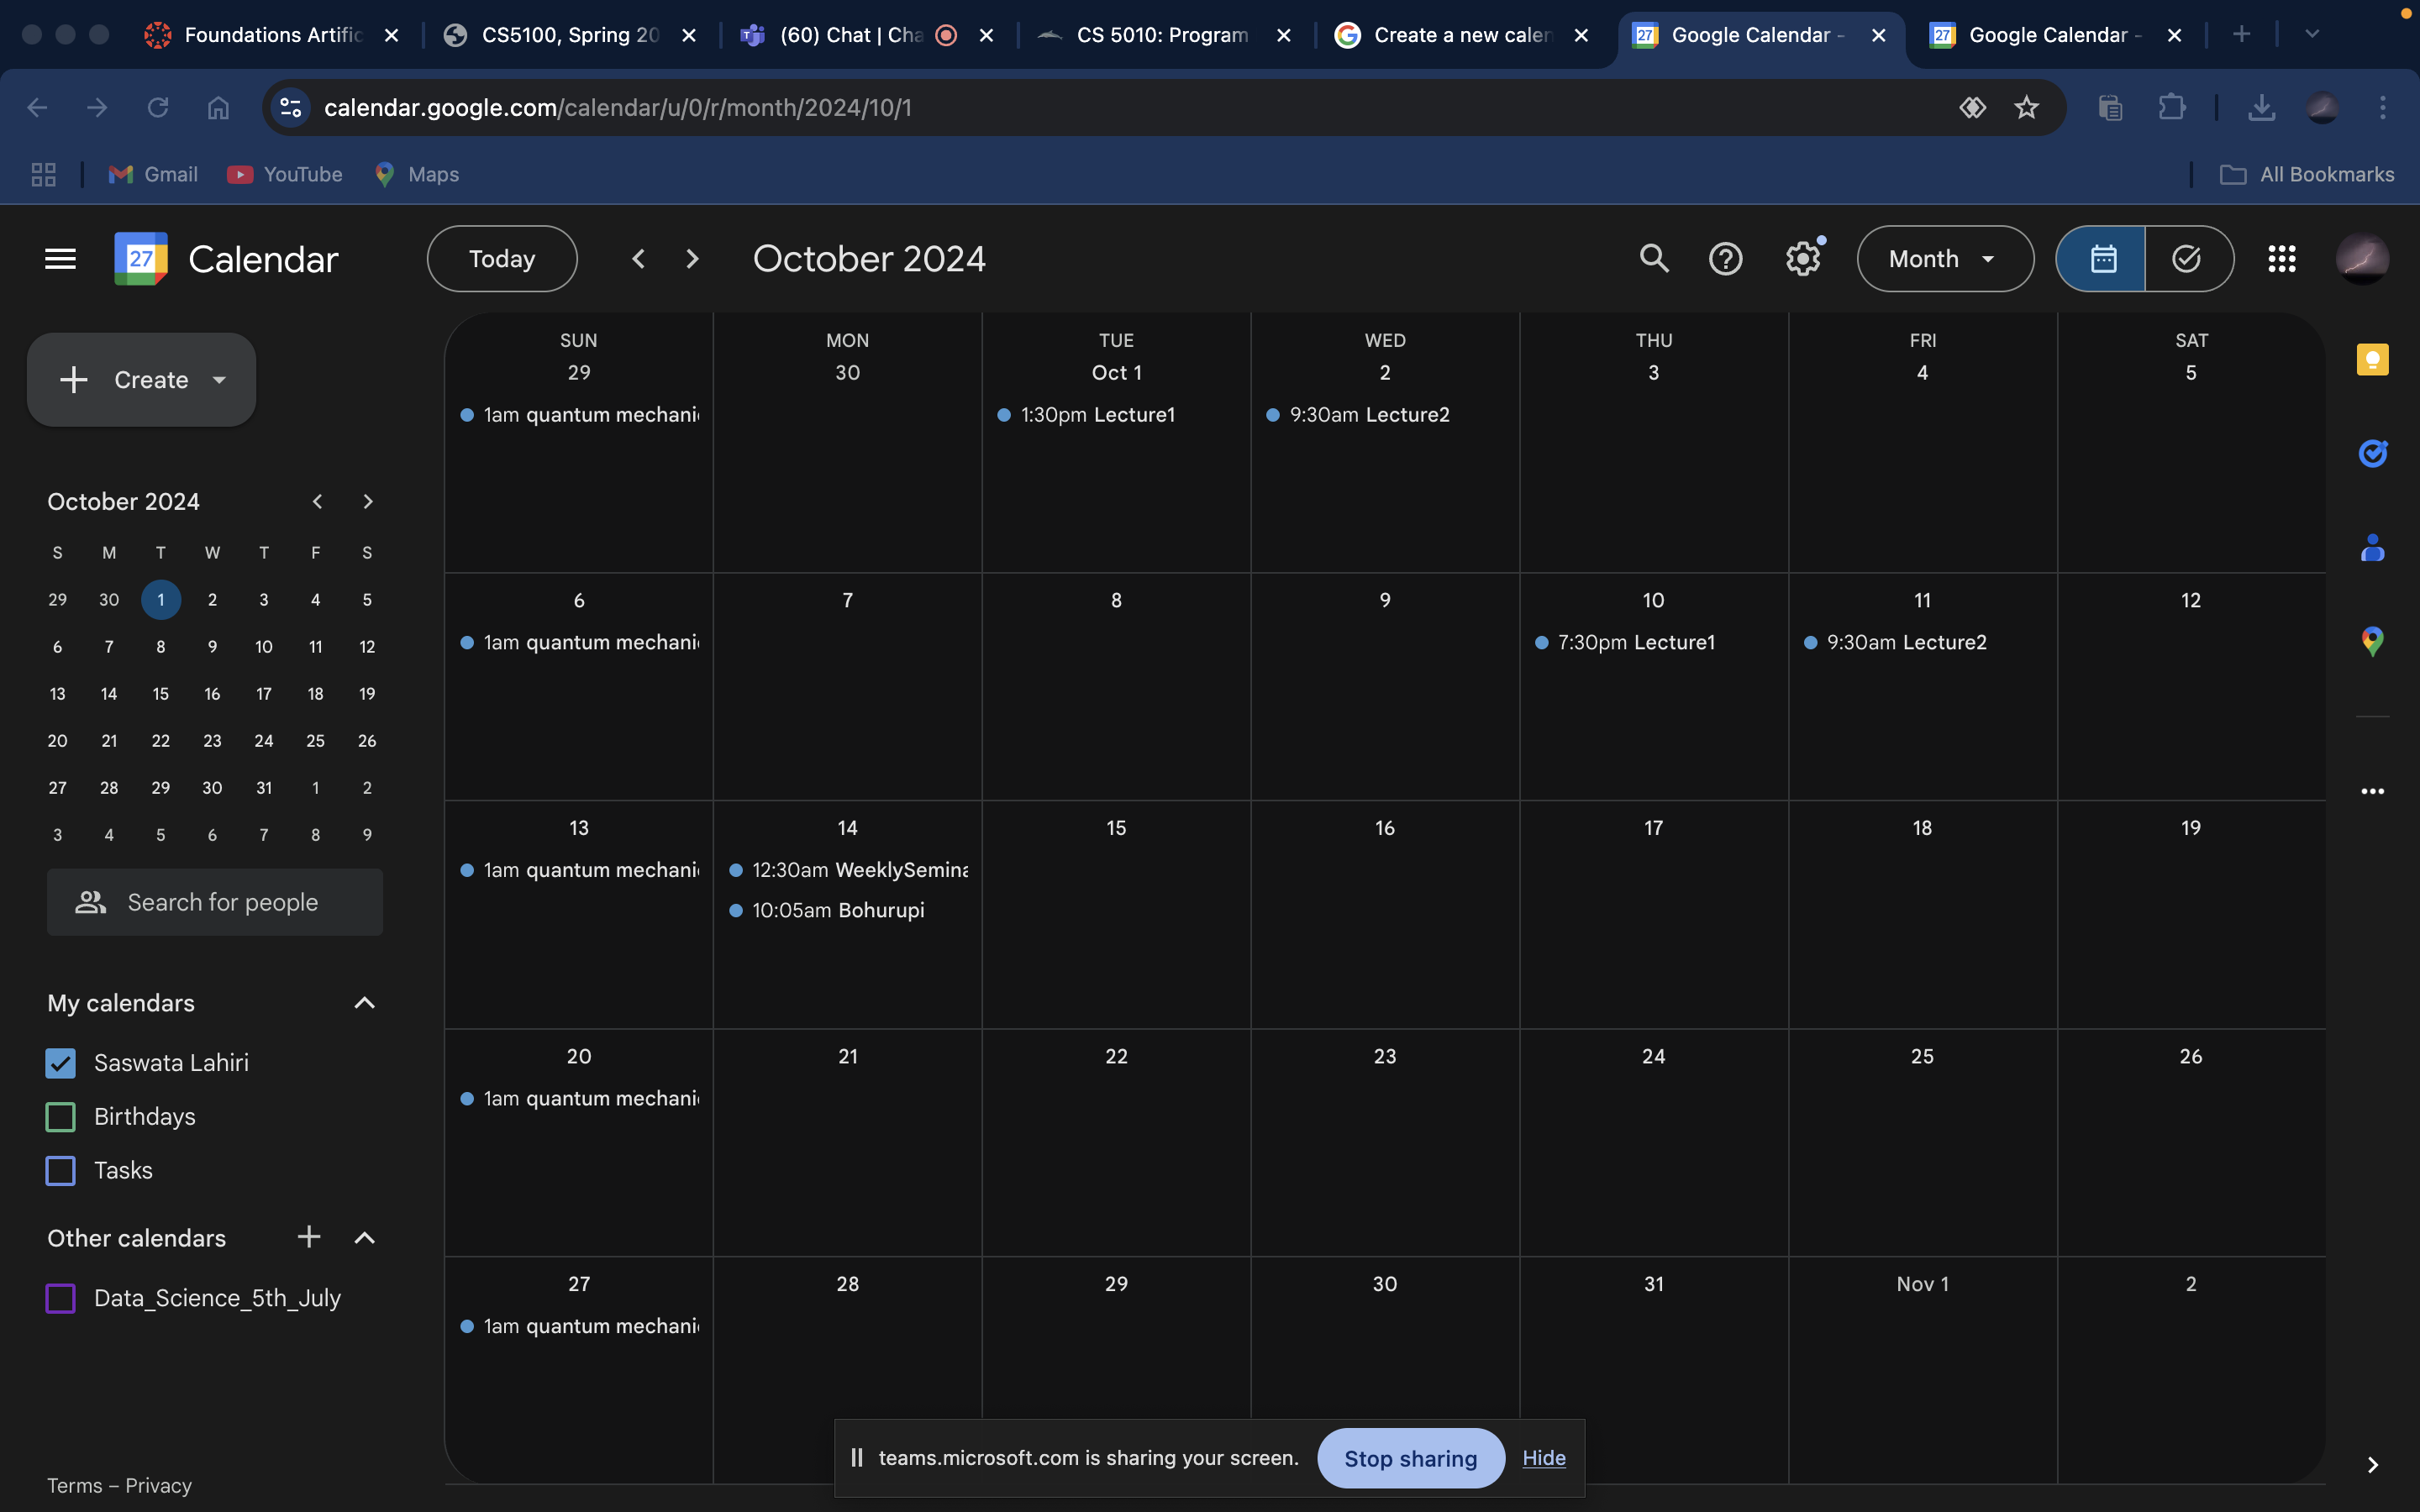 Foundations Artific
CS5100, Spring 20
(60) Chat | Cha
CS 5010: Program
Create a new calen
27 Google Calendar -
27 Google Calendar -
calendar.google.com/calendar/u/0/r/month/2024/10/1
Gmail YouTube Maps All Bookmarks
27 Calendar Today October 2024 Month
Create
October 2024
S M T W T F S
29 30 1 2 3 4 5
6 7 8 9 10 11 12
13 14 15 16 17 18 19
20 21 22 23 24 25 26
27 28 29 30 31 1 2
3 4 5 6 7 8 9
Search for people
My calendars
Saswata Lahiri
Birthdays
Tasks
Other calendars
Data_Science_5th_July
Terms – Privacy
SUN MON TUE WED THU FRI SAT
29 30 Oct 1 2 3 4 5
1am quantum mechani
1:30pm Lecture1
9:30am Lecture2
6 7 8 9 10 11 12
1am quantum mechani
7:30pm Lecture1
9:30am Lecture2
13 14 15 16 17 18 19
1am quantum mechani
12:30am WeeklySemina
10:05am Bohurupi
20 21 22 23 24 25 26
1am quantum mechani
27 28 29 30 31 Nov 1 2
1am quantum mechani
teams.microsoft.com is sharing your screen. Stop sharing Hide